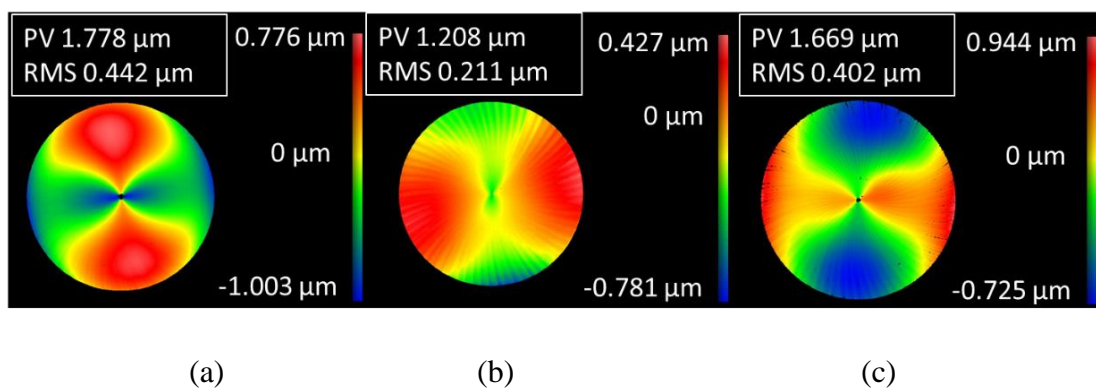 PV 1.778 µm
RMS 0.442 µm
0.776 µm
0 µm
-1.003 µm
PV 1.208 µm
RMS 0.211 µm
0.427 µm
0 µm
-0.781 µm
PV 1.669 µm
RMS 0.402 µm
0.944 µm
0 µm
-0.725 µm
(a)
(b)
(c)